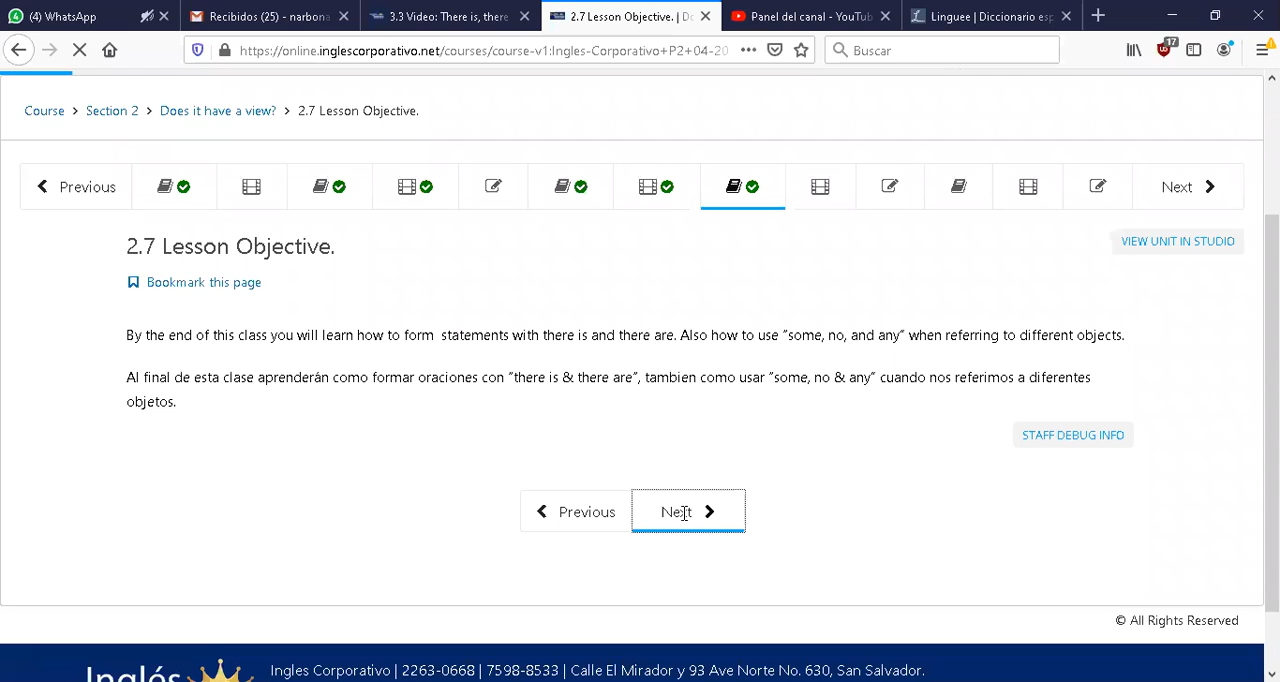 (4) WhatsApp
Recibidos (25) - narbona
3.3 Video: There is, there
2.7 Lesson Objective. | Do
Panel del canal - YouTub
Linguee | Diccionario esp
https://online.inglescorporativo.net/courses/course-v1:Ingles-Corporativo+P2+04-20
Buscar
17
Course > Section 2 > Does it have a view? > 2.7 Lesson Objective.
Previous
Next
2.7 Lesson Objective.
VIEW UNIT IN STUDIO
Bookmark this page
By the end of this class you will learn how to form statements with there is and there are. Also how to use "some, no, and any" when referring to different objects.
Al final de esta clase aprenderán como formar oraciones con "there is & there are", tambien como usar "some, no & any" cuando nos referimos a diferentes
objetos.
STAFF DEBUG INFO
Previous
Next
© All Rights Reserved
Inglés
Ingles Corporativo | 2263-0668 | 7598-8533 | Calle El Mirador y 93 Ave Norte No. 630, San Salvador.